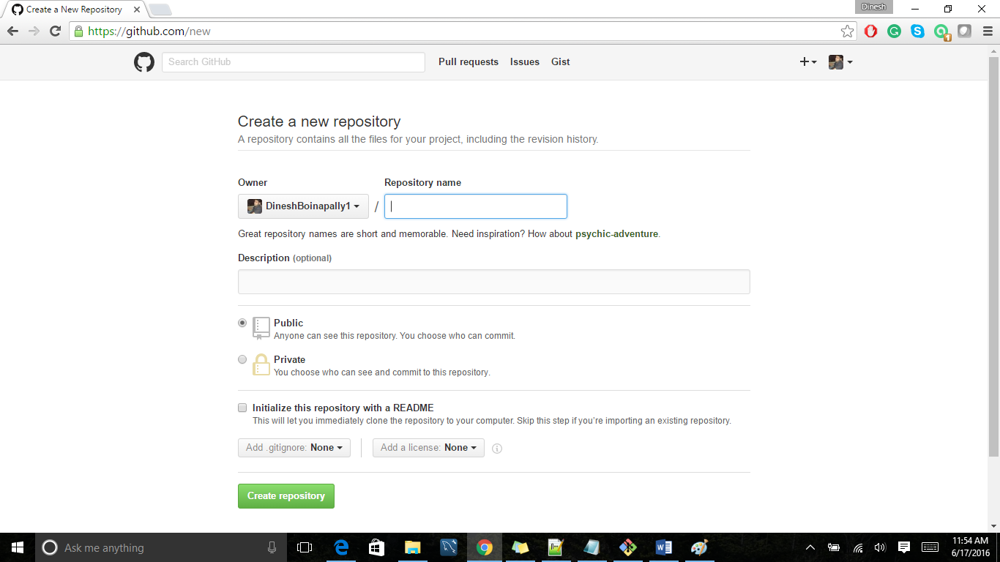 Create a New Repository
Dinesh
https://github.com/new
1
Search GitHub
Pull requests Issues Gist
Create a new repository
A repository contains all the files for your project, including the revision history.
Owner Repository name
DineshBoinapally1 /
Great repository names are short and memorable. Need inspiration? How about psychic-adventure.
Description (optional)
Public
Anyone can see this repository. You choose who can commit.
Private
You choose who can see and commit to this repository.
Initialize this repository with a README
This will let you immediately clone the repository to your computer. Skip this step if you're importing an existing repository.
Add .gitignore: None Add a license: None
Create repository
Ask me anything
11:54 AM
6/17/2016